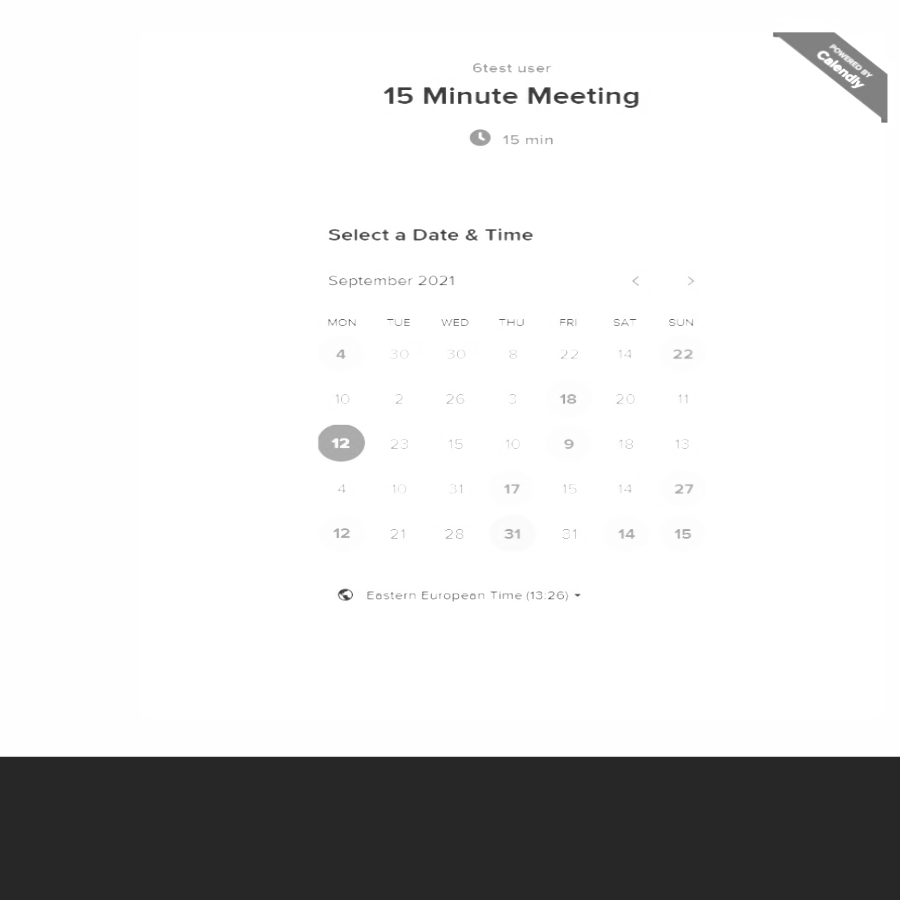 6test user
15 Minute Meeting
15 min
POWERED BY
Calendly
Select a Date & Time
September 2021
MON TUE WED THU FRI SAT SUN
4 30 30 8 22 14 22
10 2 26 3 18 20 11
12 23 15 10 9 18 13
4 10 31 17 15 14 27
12 21 28 31 31 14 15
Eastern European Time (13:26)